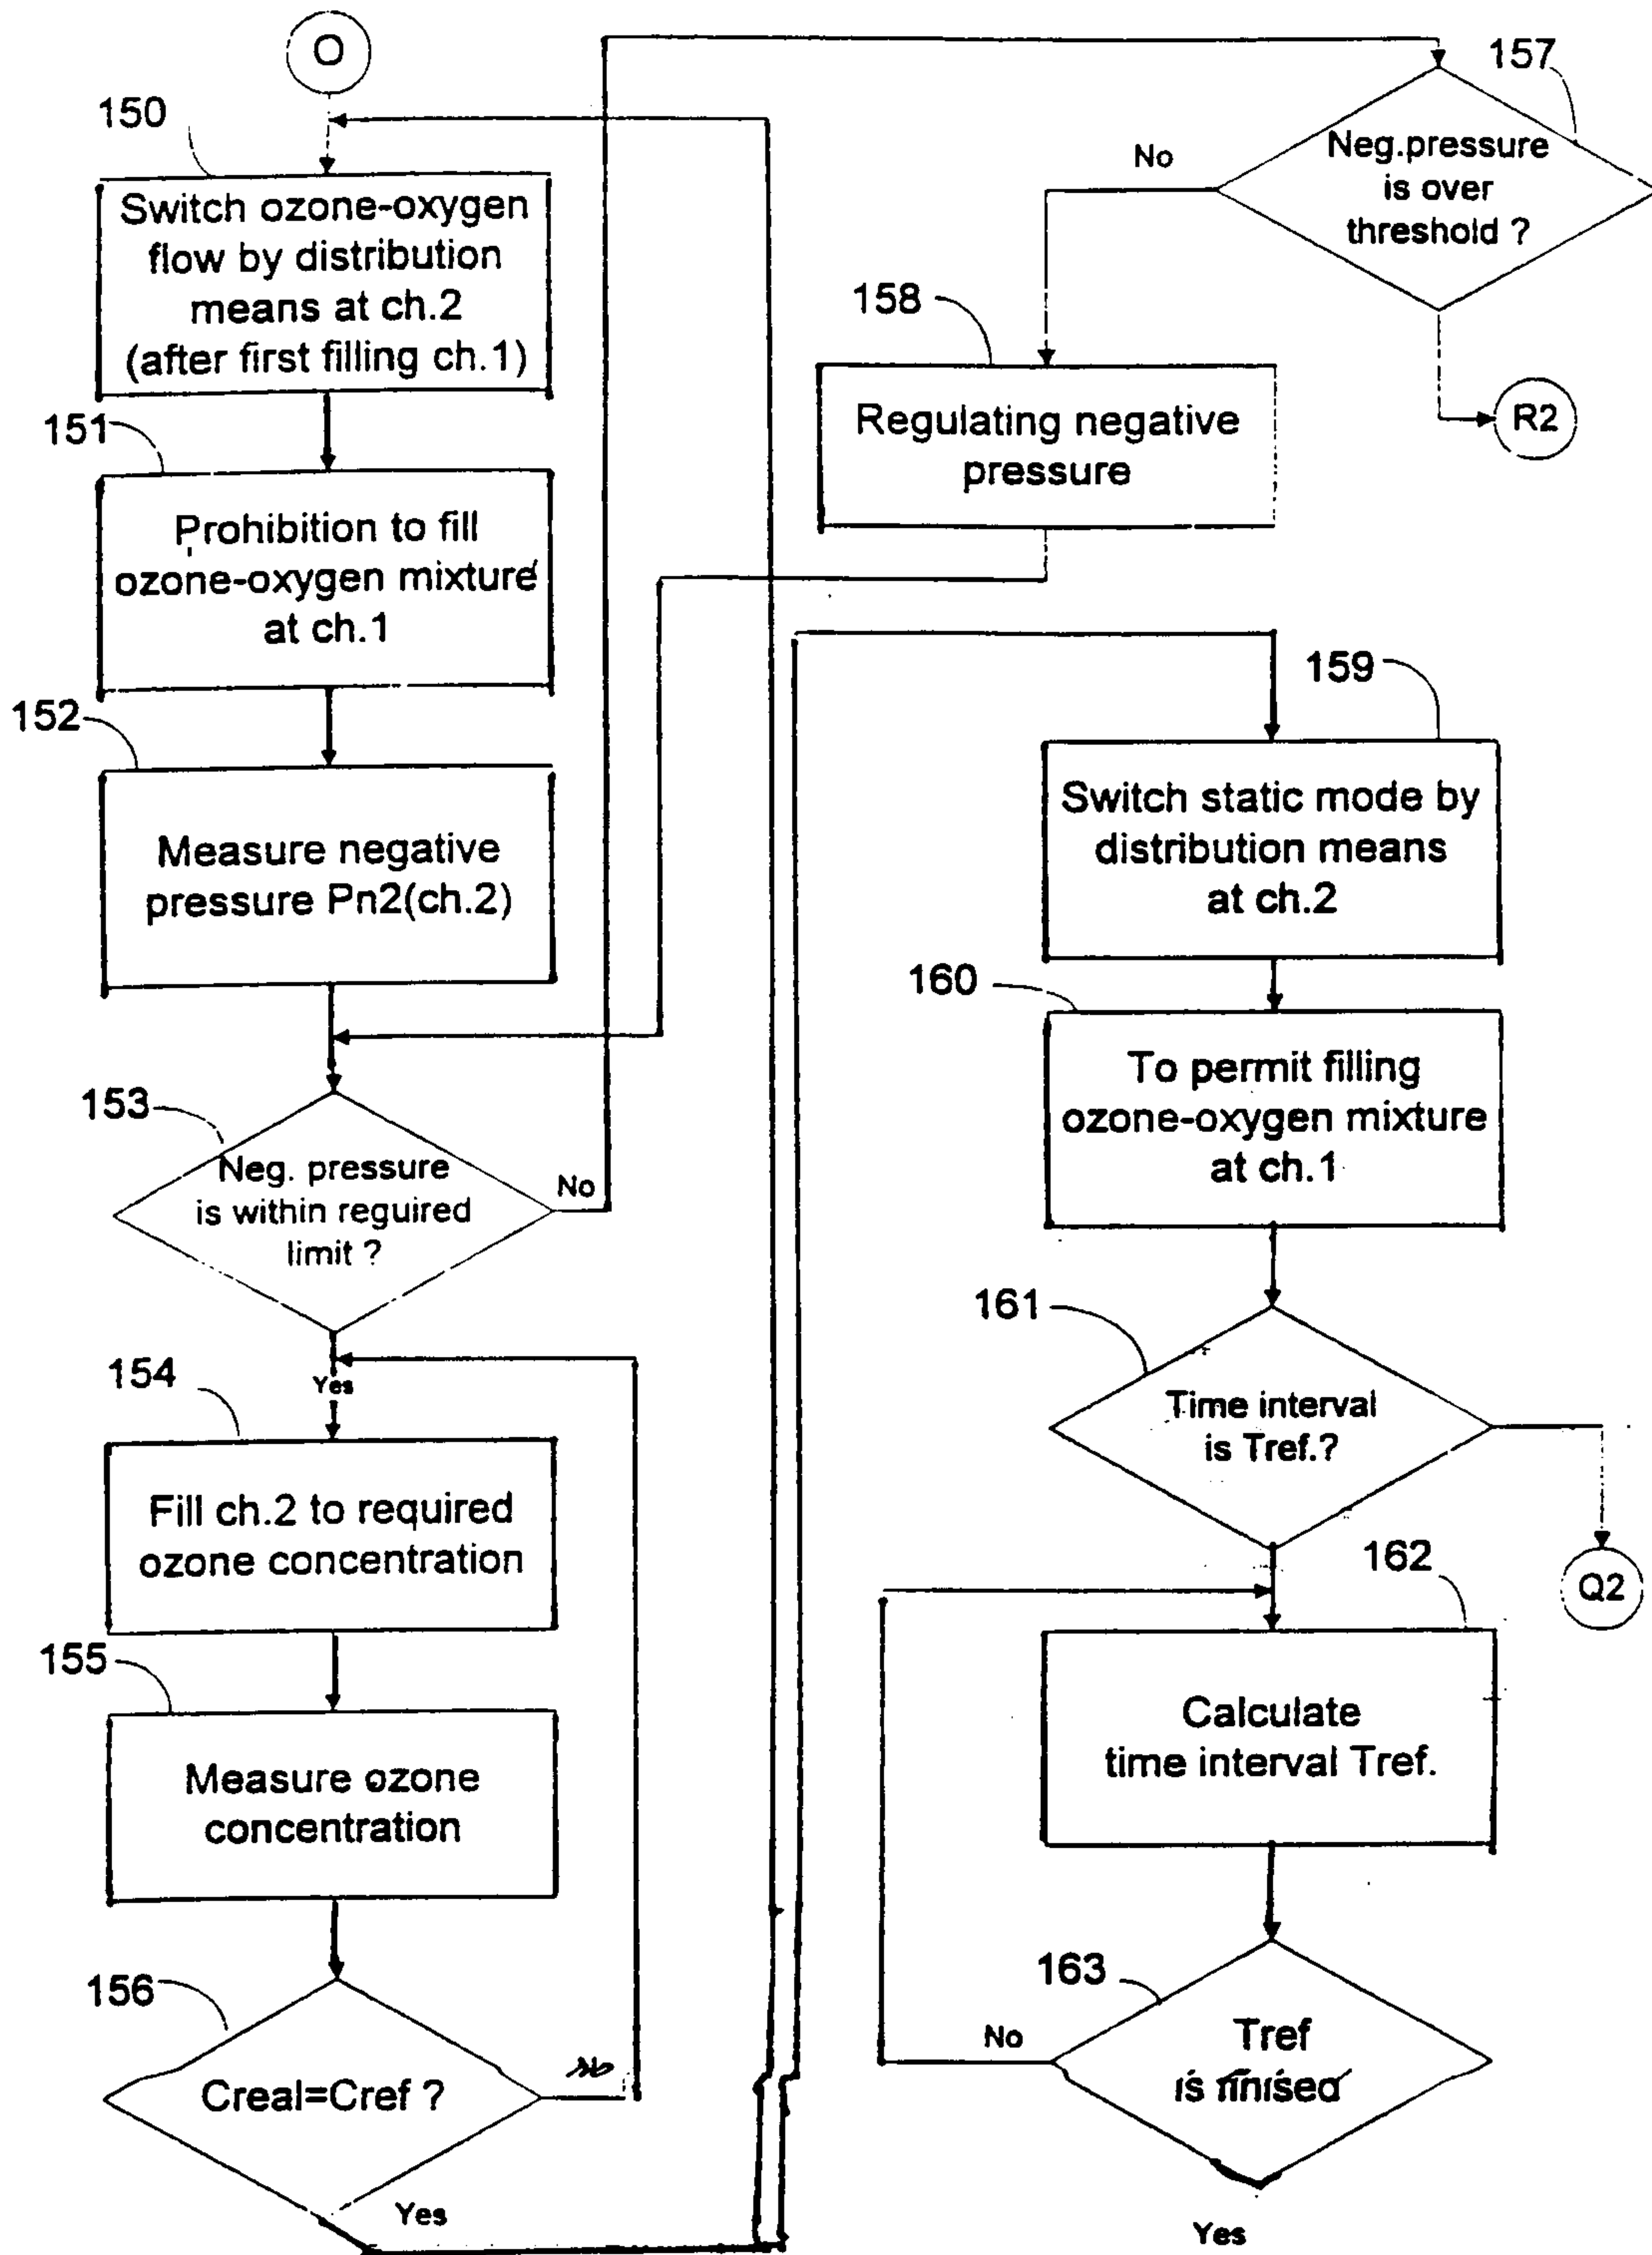 O
150
Switch ozone-oxygen
flow by distribution
means at ch.2
(after first filling ch.1)
151
Prohibition to fill
ozone-oxygen mixture
at ch.1
152
Measure negative
pressure Pn2(ch.2)
153
Neg. pressure
is within reguired
limit ?
No
Yes
154
Fill ch.2 to required
ozone concentration
155
Measure ozone
concentration
156
Creal=Cref ?
No
Yes
157
Neg.pressure
is over
threshold ?
No
R2
158
Regulating negative
pressure
159
Switch static mode by
distribution means
at ch.2
160
To permit filling
ozone-oxygen mixture
at ch.1
161
Time interval
is Tref.?
Q2
162
Calculate
time interval Tref.
163
Tref
is finised
No
Yes